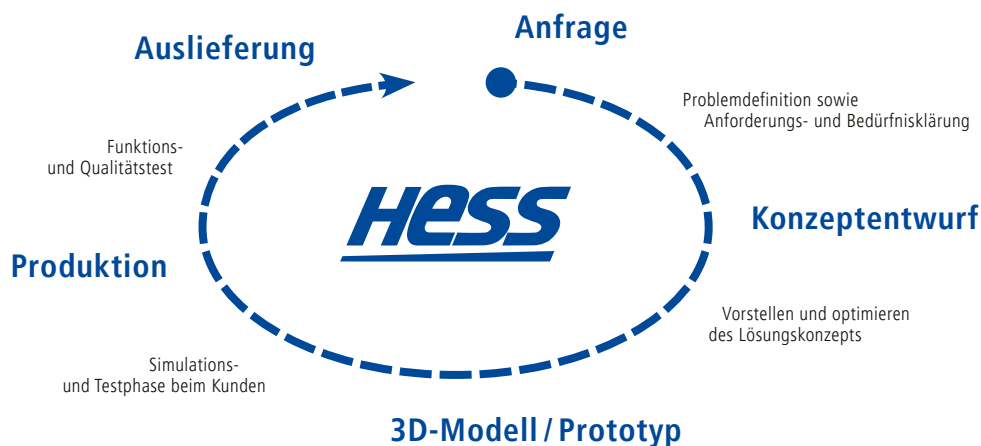 Anfrage
Problemdefinition sowie
Anforderungs- und Bedürfnisklärung
Konzeptentwurf
Vorstellen und optimieren
des Lösungskonzepts
3D-Modell / Prototyp
Simulations-
und Testphase beim Kunden
Produktion
Funktions-
und Qualitätstest
Auslieferung
HESS